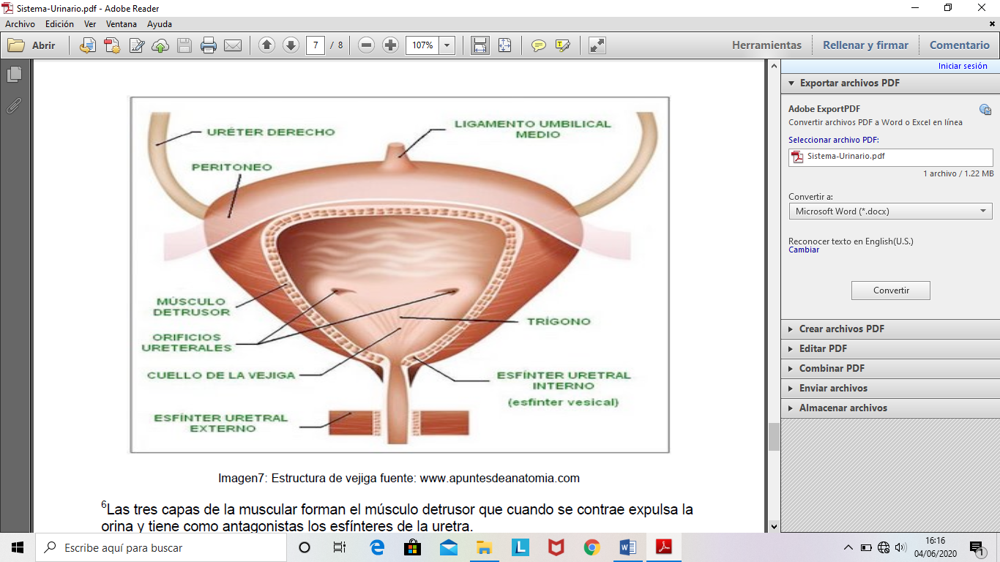 Sistema-Urinario.pdf - Adobe Reader
Archivo Edición Ver Ventana Ayuda
Abrir 7 / 8 107% Herramientas Rellenar y firmar Comentario
Iniciar sesión
Exportar archivos PDF
Adobe ExportPDF
Convertir archivos PDF a Word o Excel en línea
Seleccionar archivo PDF:
Sistema-Urinario.pdf
1 archivo / 1.22 MB
Convertir a:
Microsoft Word (*.docx)
Reconocer texto en English(U.S.)
Cambiar
Convertir
Crear archivos PDF
Editar PDF
Combinar PDF
Enviar archivos
Almacenar archivos
URÉTER DERECHO
LIGAMENTO UMBILICAL
MEDIO
PERITONEO
MÚSCULO
DETRUSOR
TRÍGONO
ORIFICIOS
URETERALES
CUELLO DE LA VEJIGA
ESFÍNTER URETRAL
INTERNO
(esfinter vesical)
ESFÍNTER URETRAL
EXTERNO
Imagen7: Estructura de vejiga fuente: www.apuntesdeanatomia.com
6Las tres capas de la muscular forman el músculo detrusor que cuando se contrae expulsa la
orina y tiene como antagonistas los esfínteres de la uretra.
Escribe aquí para buscar
16:16
04/06/2020
1